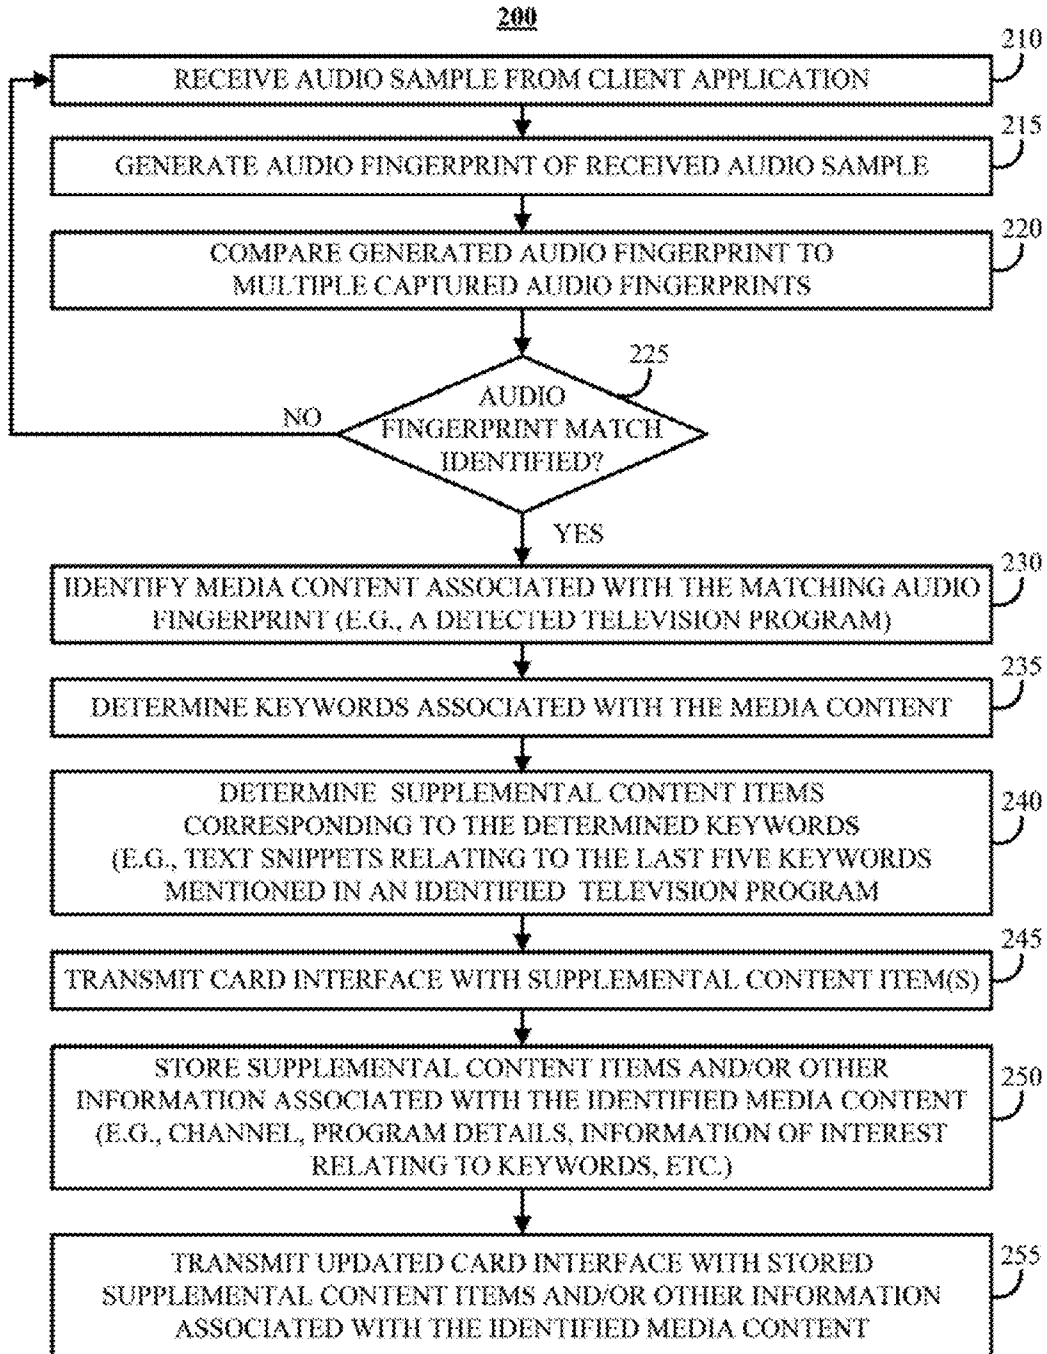 200
210
RECEIVE AUDIO SAMPLE FROM CLIENT APPLICATION
215
GENERATE AUDIO FINGERPRINT OF RECEIVED AUDIO SAMPLE
220
COMPARE GENERATED AUDIO FINGERPRINT TO
MULTIPLE CAPTURED AUDIO FINGERPRINTS
225
AUDIO
FINGERPRINT MATCH
IDENTIFIED?
NO
YES
230
IDENTIFY MEDIA CONTENT ASSOCIATED WITH THE MATCHING AUDIO
FINGERPRINT (E.G., A DETECTED TELEVISION PROGRAM)
235
DETERMINE KEYWORDS ASSOCIATED WITH THE MEDIA CONTENT
240
DETERMINE SUPPLEMENTAL CONTENT ITEMS
CORRESPONDING TO THE DETERMINED KEYWORDS
(E.G., TEXT SNIPPETS RELATING TO THE LAST FIVE KEYWORDS
MENTIONED IN AN IDENTIFIED TELEVISION PROGRAM
245
TRANSMIT CARD INTERFACE WITH SUPPLEMENTAL CONTENT ITEM(S)
250
STORE SUPPLEMENTAL CONTENT ITEMS AND/OR OTHER
INFORMATION ASSOCIATED WITH THE IDENTIFIED MEDIA CONTENT
(E.G., CHANNEL, PROGRAM DETAILS, INFORMATION OF INTEREST
RELATING TO KEYWORDS, ETC.)
255
TRANSMIT UPDATED CARD INTERFACE WITH STORED
SUPPLEMENTAL CONTENT ITEMS AND/OR OTHER INFORMATION
ASSOCIATED WITH THE IDENTIFIED MEDIA CONTENT